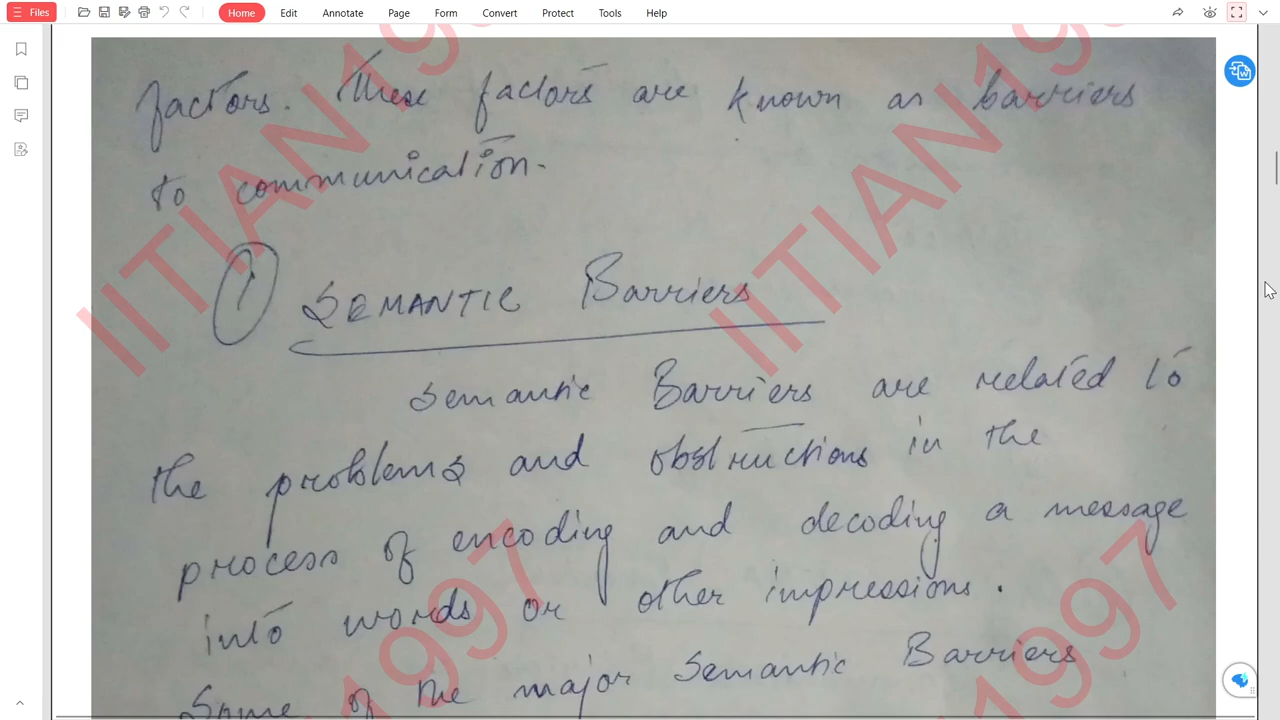 Files
Home Edit Annotate Page Form Convert Protect Tools Help
factors. These factors are known as barriers
to communication.
1 SEMANTIC Barriers
Semantic Barriers are related to
the problems and obstructions in the
process of encoding and decoding a message
into words or other impressions.
Some of the major Semantic Barriers
IITIAN1997
IITIAN1997